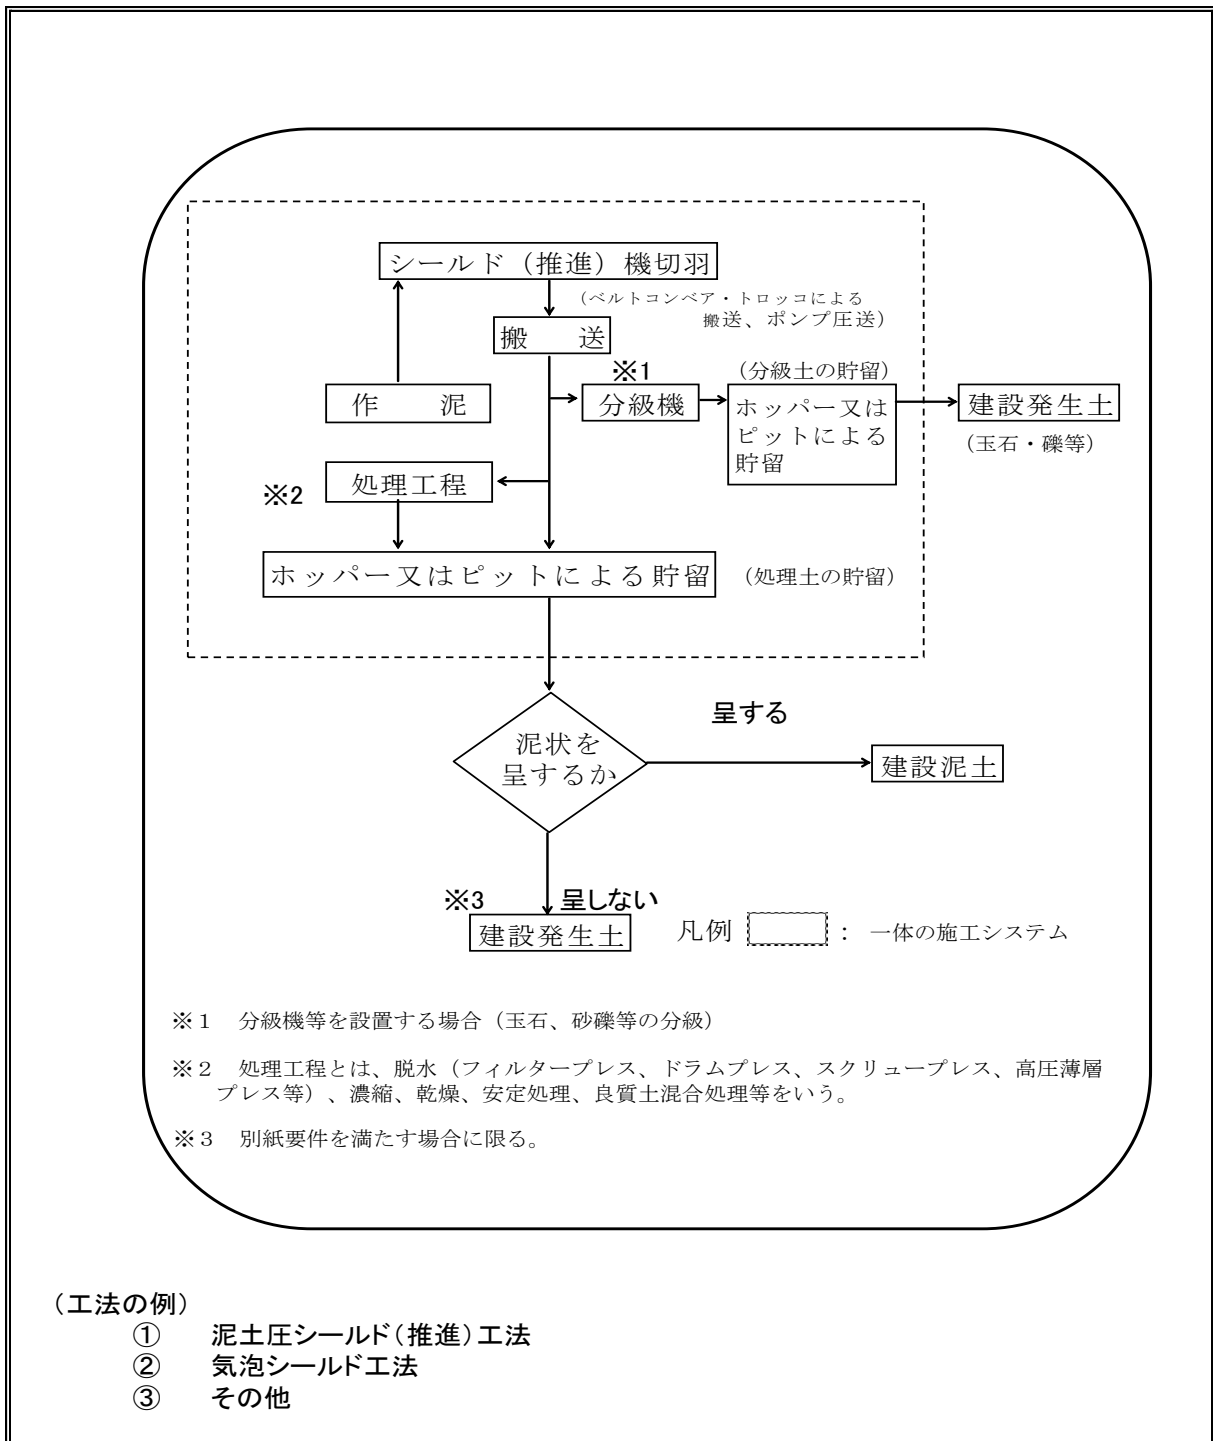 シールド（推進）機切羽
（ベルトコンベア・トロッコによる
搬送、ポンプ圧送）
搬　　送
※1
（分級土の貯留）
作　　泥
分級機
ホッパー又は
ピットによる
貯留
建設発生土
（玉石・礫等）
※2
処理工程
ホッパー又はピットによる貯留
（処理土の貯留）
泥状を
呈するか
呈する
建設泥土
※3
呈しない
建設発生土
凡例
： 一体の施工システム
※１　分級機等を設置する場合（玉石、砂礫等の分級）
※２　処理工程とは、脱水（フィルタープレス、ドラムプレス、スクリュープレス、高圧薄層
プレス等）、濃縮、乾燥、安定処理、良質土混合処理等をいう。
※３　別紙要件を満たす場合に限る。
（工法の例）
①　泥土圧シールド（推進）工法
②　気泡シールド工法
③　その他